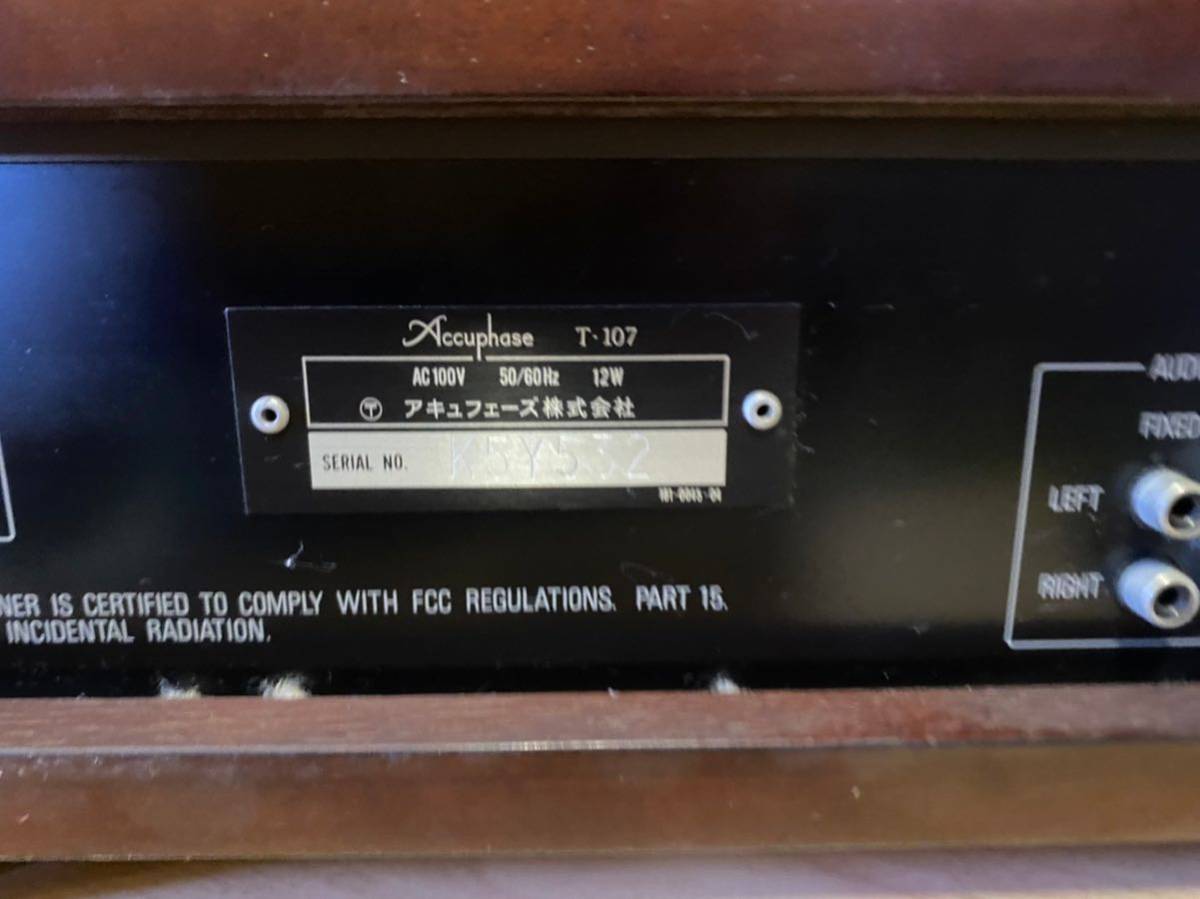 Accuphase T-107
AC100V 50/60Hz 12W
〶 アキュフェーズ株式会社
SERIAL NO. K5Y532
NER IS CERTIFIED TO COMPLY WITH FCC REGULATIONS. PART 15.
INCIDENTAL RADIATION.
AUD
FIXED
LEFT
RIGHT